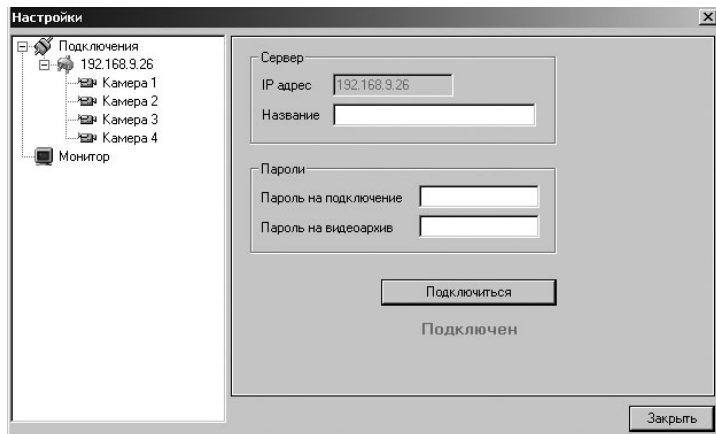 Настройки
Подключения
192.168.9.26
Камера 1
Камера 2
Камера 3
Камера 4
Монитор
Сервер
IP адрес 192.168.9.26
Название
Пароли
Пароль на подключение
Пароль на видеоархив
Подключиться
Подключен
Закрыть